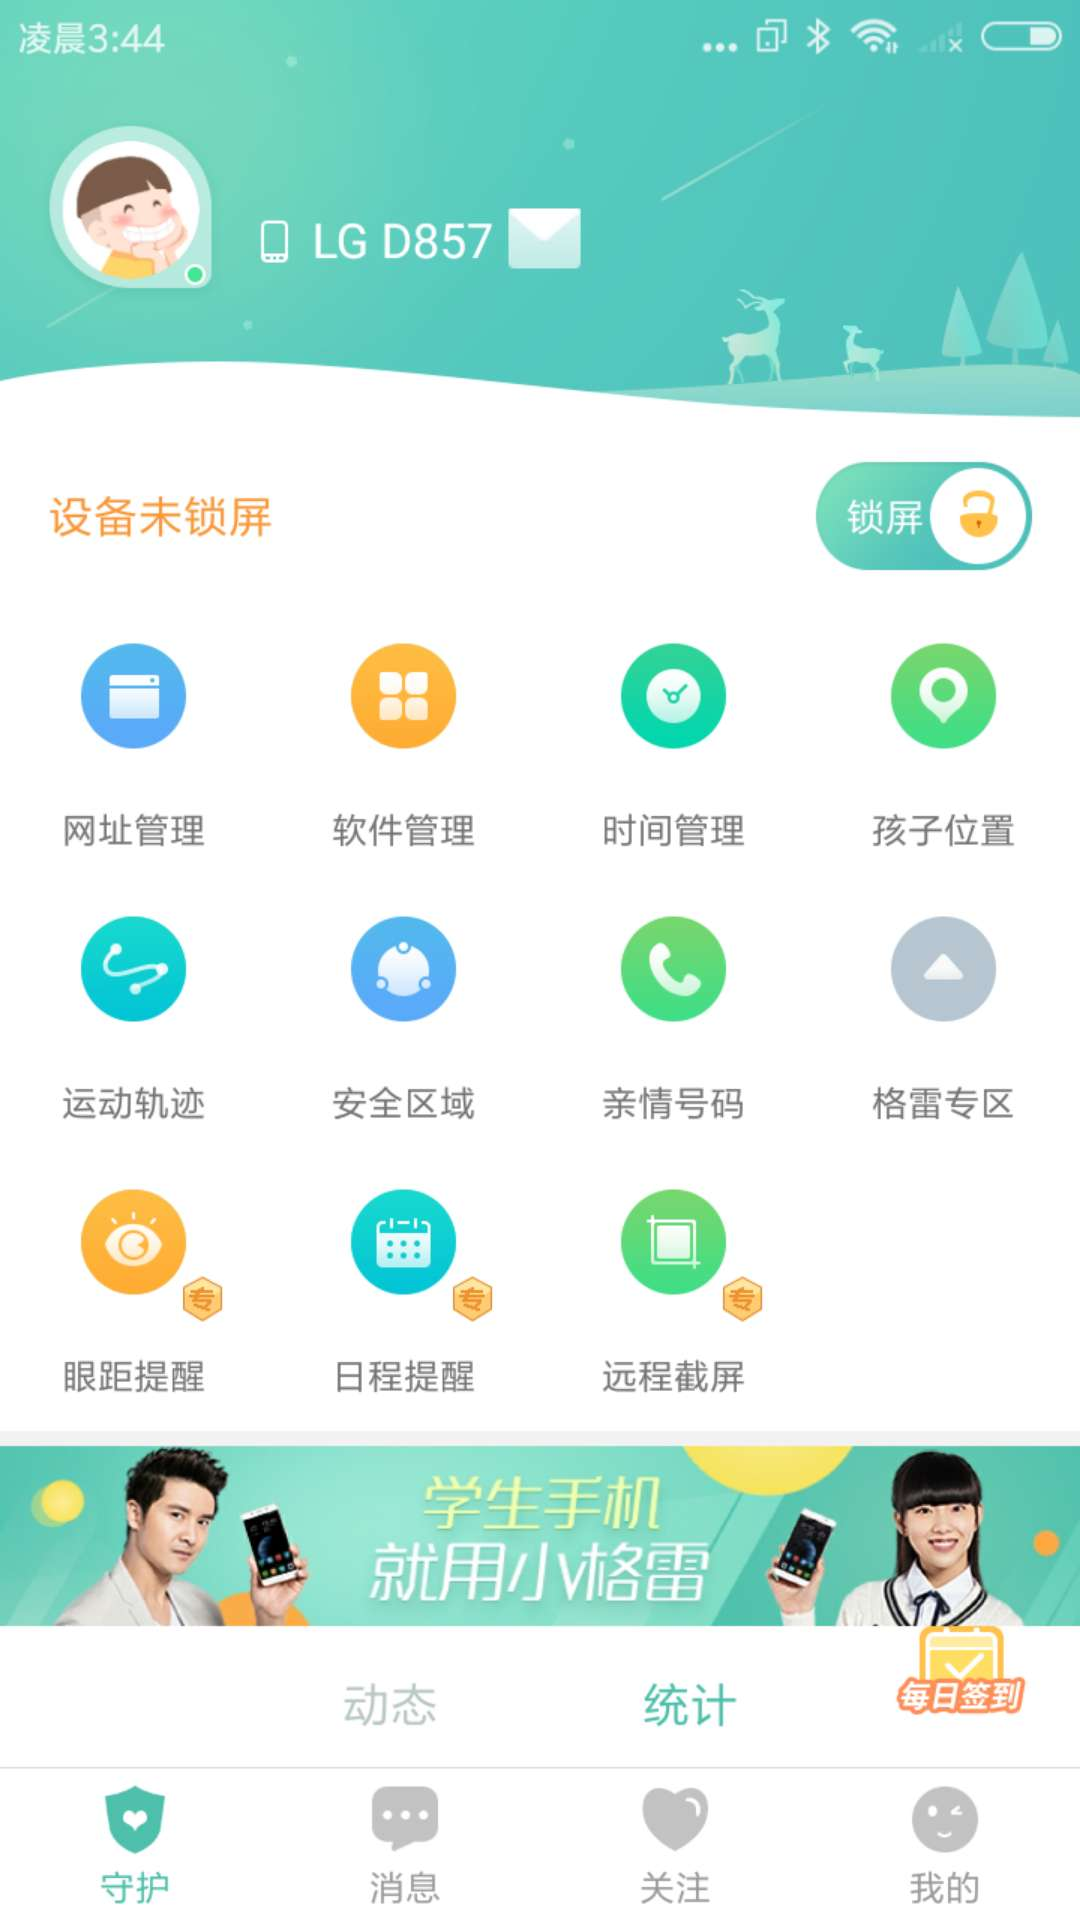 凌晨3:44
LG D857
设备未锁屏
锁屏
网址管理 软件管理 时间管理 孩子位置
运动轨迹 安全区域 亲情号码 格雷专区
专 专 专
眼距提醒 日程提醒 远程截屏
学生手机
就用小格雷
动态 统计
每日签到
守护 消息 关注 我的